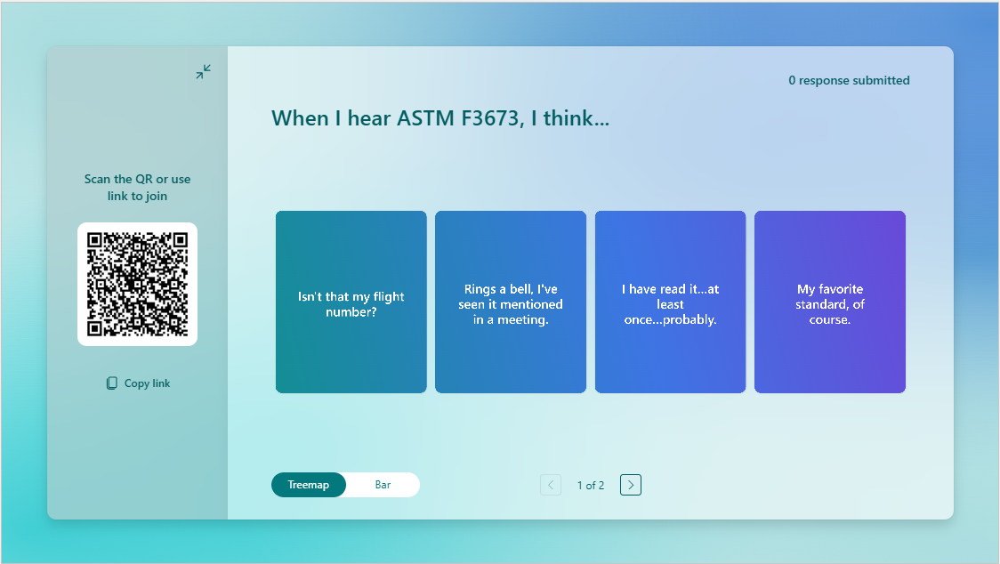 0 response submitted
When I hear ASTM F3673, I think...
Scan the QR or use
link to join
Copy link
Isn't that my flight
number?
Rings a bell, I've
seen it mentioned
in a meeting.
I have read it...at
least
once...probably.
My favorite
standard, of
course.
Treemap
Bar
1 of 2